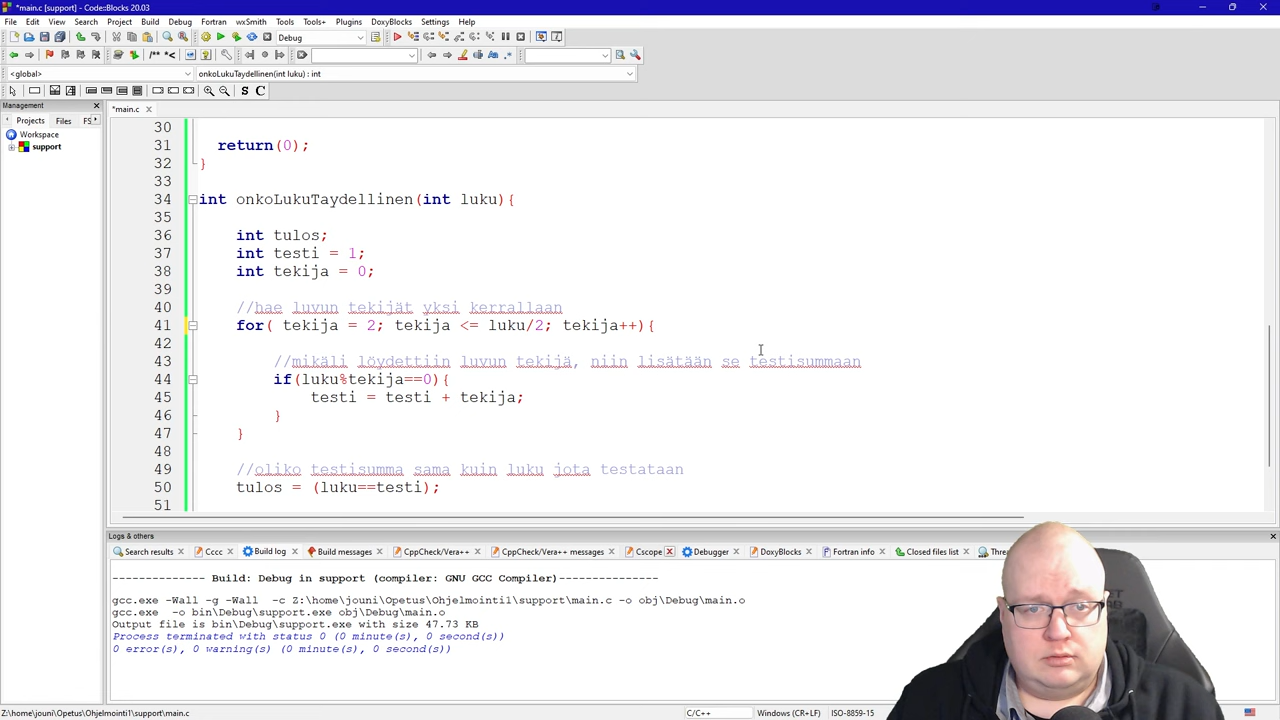 *main.c [support] - Code::Blocks 20.03
File Edit View Search Project Build Debug Fortran wxSmith Tools Tools+ Plugins DoxyBlocks Settings Help
Debug
/** *<
<global> onkoLukuTaydellinen(int luku) : int
S C
Management
*main.c
Projects Files FS
Workspace
support
30
31 return(0);
32 }
33
34 int onkoLukuTaydellinen(int luku){
35
36 int tulos;
37 int testi = 1;
38 int tekija = 0;
39
40 //hae luvun tekijät yksi kerrallaan
41 for( tekija = 2; tekija <= luku/2; tekija++){
42
43 //mikäli löydettiin luvun tekijä, niin lisätään se testisummaan
44 if(luku%tekija==0){
45 testi = testi + tekija;
46 }
47 }
48
49 //oliko testisumma sama kuin luku jota testataan
50 tulos = (luku==testi);
51
Logs & others
Search results Cccc Build log Build messages CppCheck/Vera++ CppCheck/Vera++ messages Cscope Debugger DoxyBlocks Fortran info Closed files list Thre
-------------- Build: Debug in support (compiler: GNU GCC Compiler)---------------
gcc.exe -Wall -g -Wall -c Z:\home\jouni\Opetus\Ohjelmointi1\support\main.c -o obj\Debug\main.o
gcc.exe -o bin\Debug\support.exe obj\Debug\main.o
Output file is bin\Debug\support.exe with size 47.73 KB
Process terminated with status 0 (0 minute(s), 0 second(s))
0 error(s), 0 warning(s) (0 minute(s), 0 second(s))
Z:\home\jouni\Opetus\Ohjelmointi1\support\main.c C/C++ Windows (CR+LF) ISO-8859-15